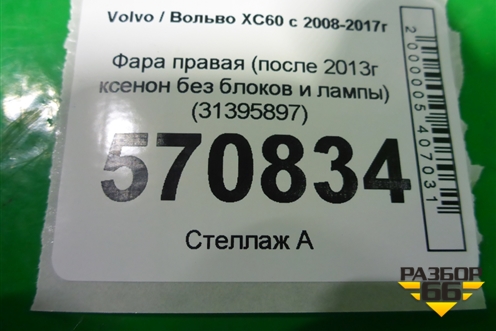 Volvo / Вольво XC60 с 2008-2017г
Фара правая (после 2013г
ксенон без блоков и лампы)
(31395897)
570834
Стеллаж А
2000005407031
РАЗБОР
66